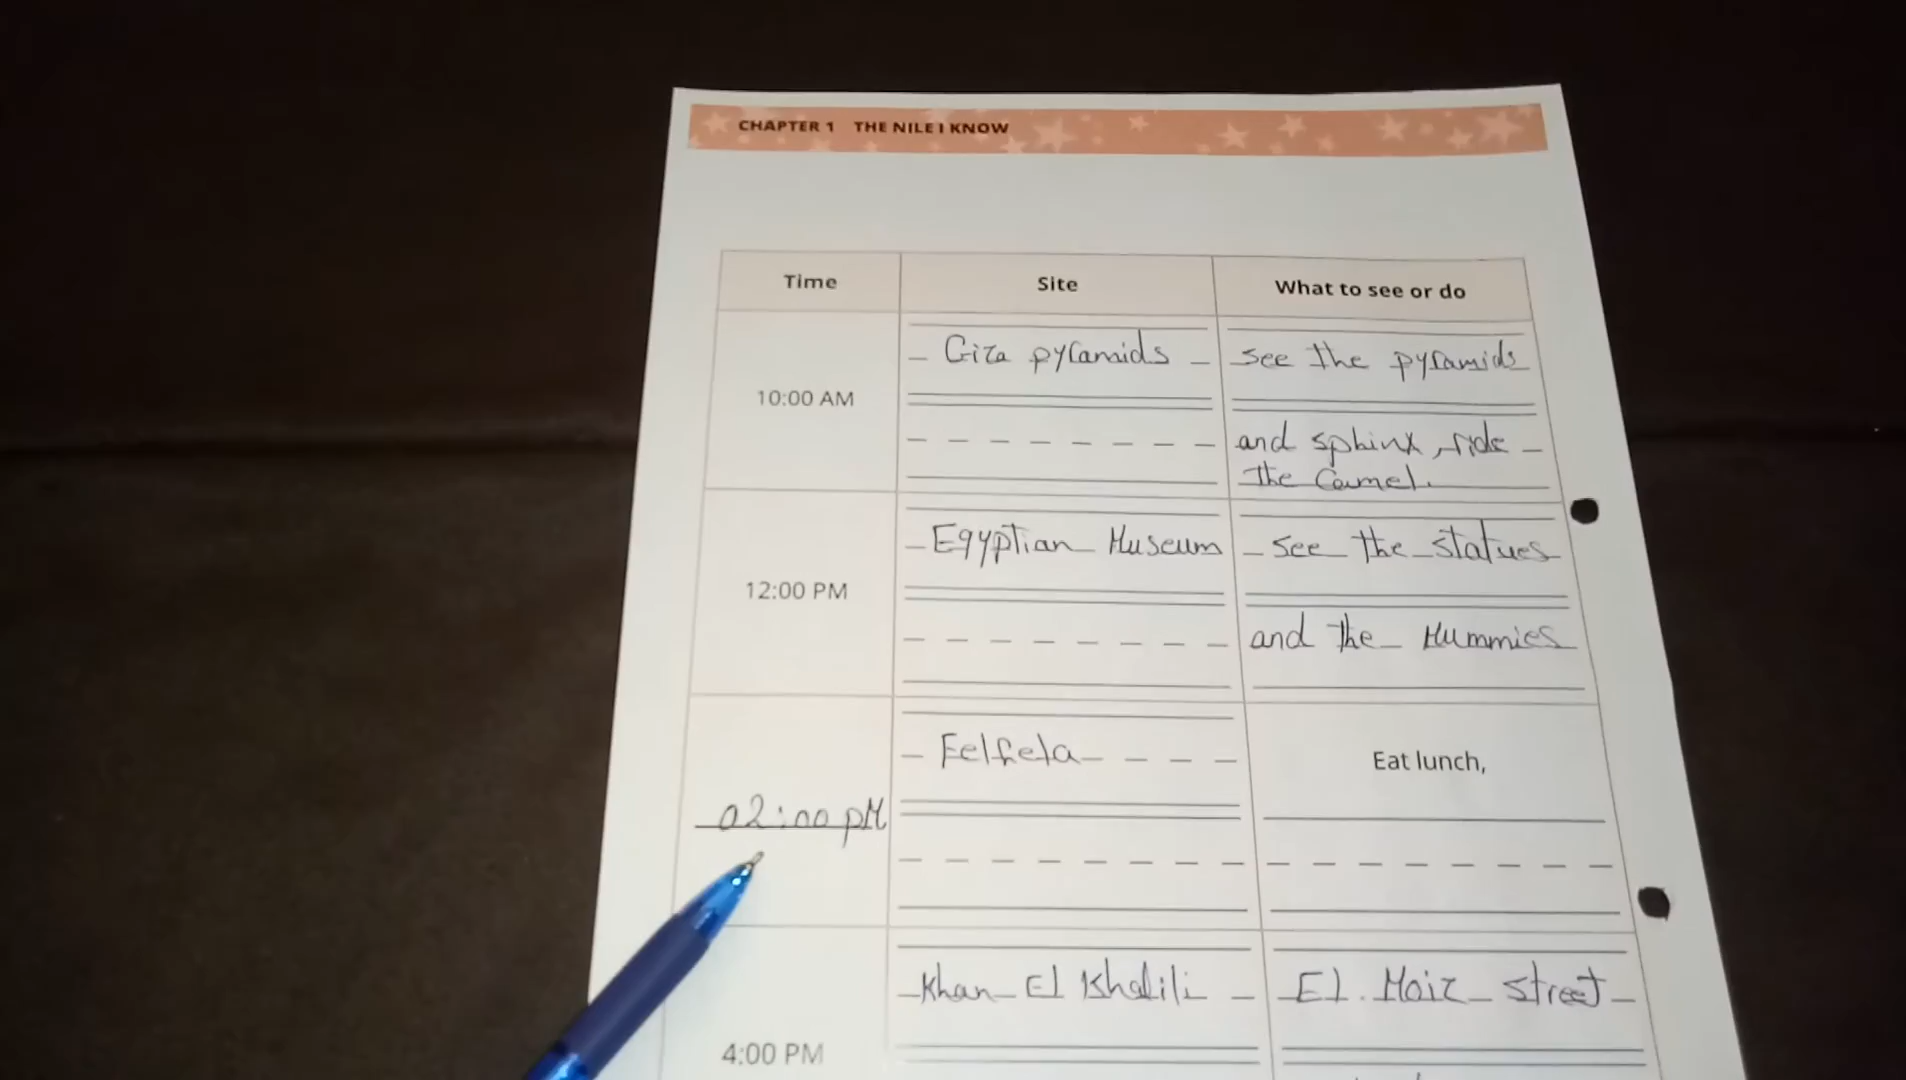 CHAPTER 1 THE NILE I KNOW
Time Site What to see or do
10:00 AM
Giza pyramids
see the pyramids
and sphinx, ride
the Camel.
12:00 PM
Egyptian Museum
see the statues
and the Mummies
02:00 pM
Felfela
Eat lunch,
4:00 PM
Khan El Khalili
El. Moiz street